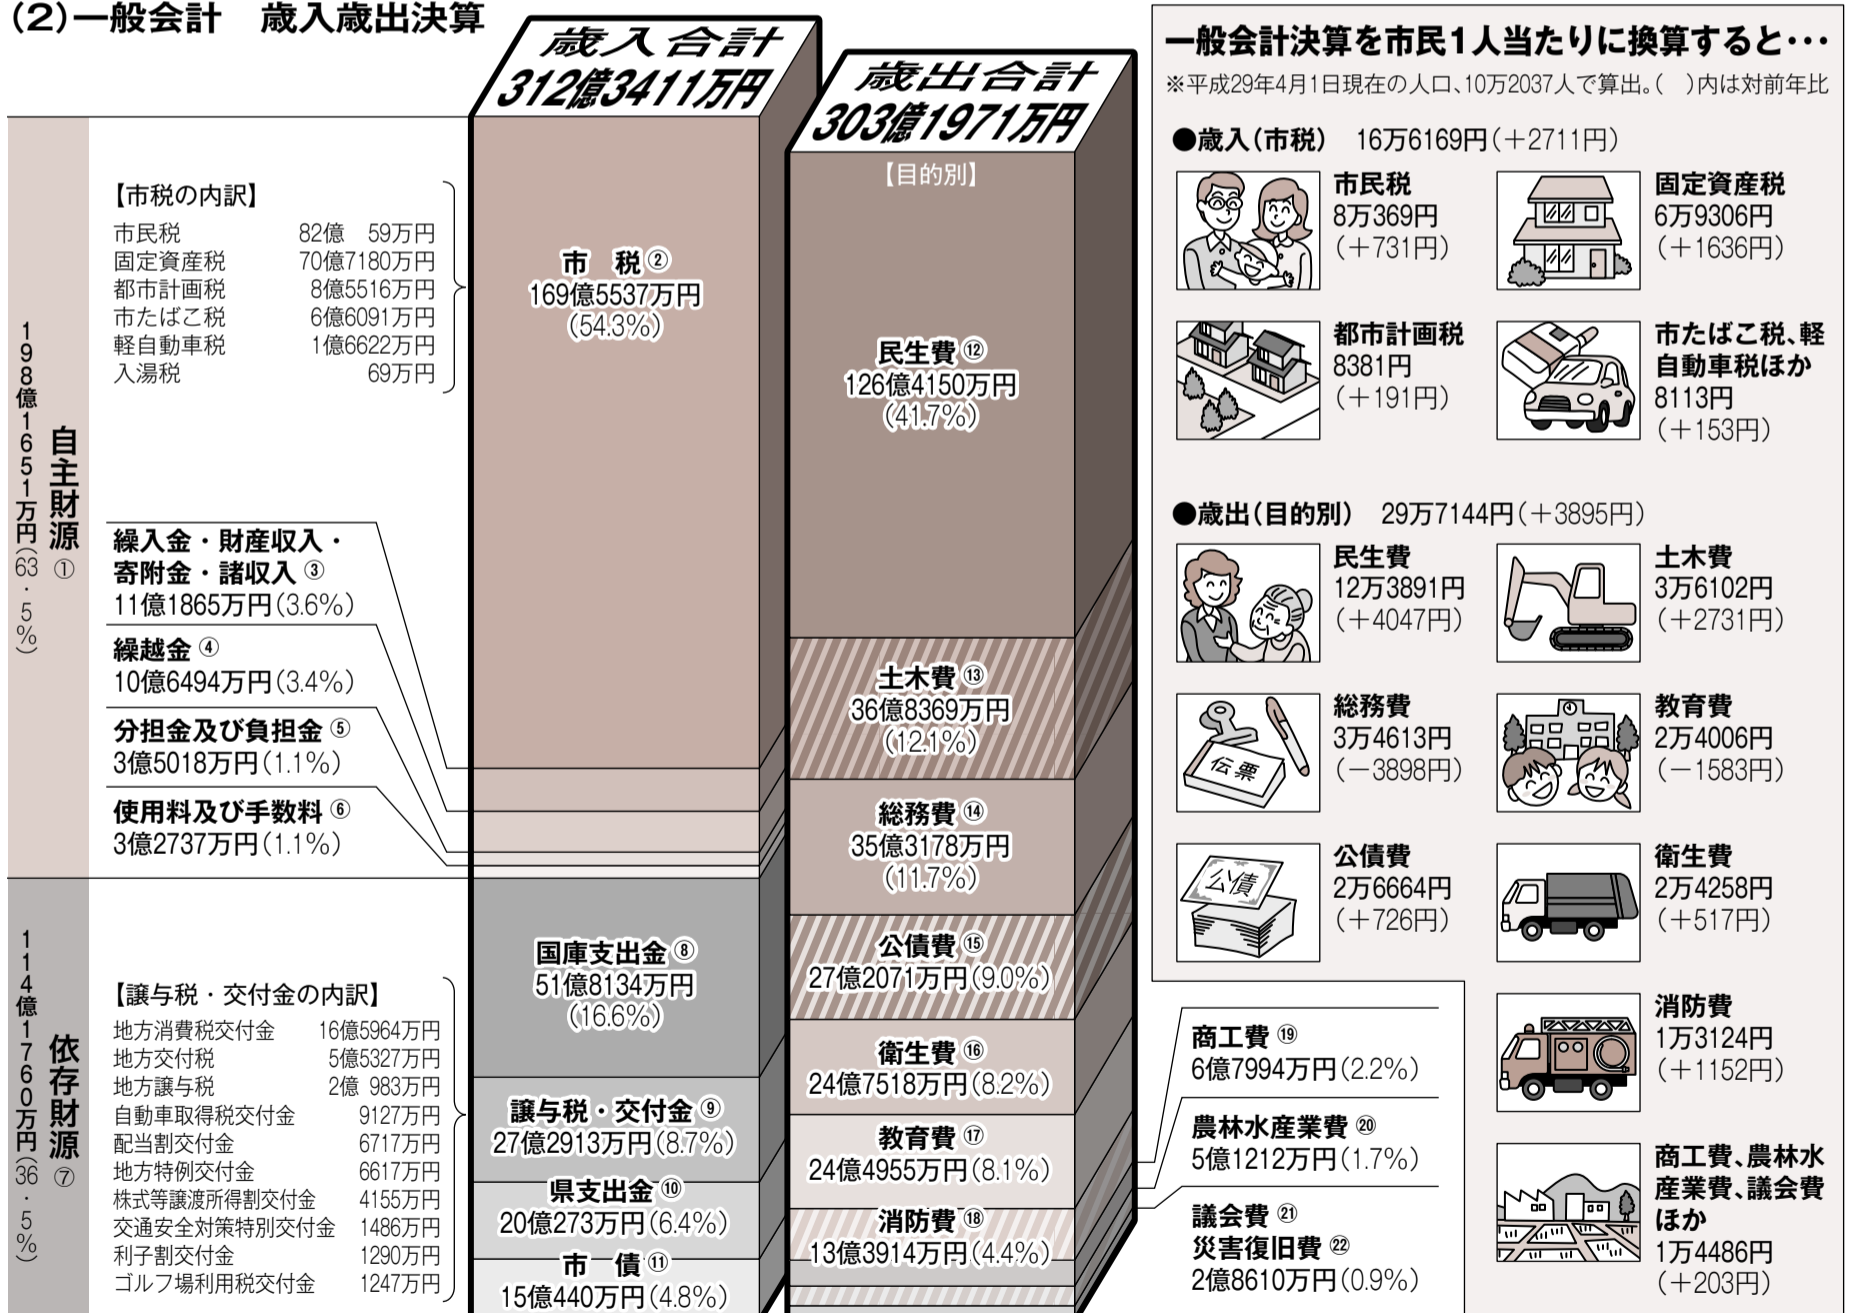 (2)一般会計　歳入歳出決算
歳入合計
312億3411万円
歳出合計
303億1971万円
【目的別】
自主財源 ①
198億1651万円(63.5%)
【市税の内訳】
市民税 82億　59万円
固定資産税 70億7180万円
都市計画税 8億5516万円
市たばこ税 6億6091万円
軽自動車税 1億6622万円
入湯税 69万円
市　税 ②
169億5537万円
(54.3%)
繰入金・財産収入・
寄附金・諸収入 ③
11億1865万円(3.6%)
繰越金 ④
10億6494万円(3.4%)
分担金及び負担金 ⑤
3億5018万円(1.1%)
使用料及び手数料 ⑥
3億2737万円(1.1%)
依存財源 ⑦
114億1760万円(36.5%)
【譲与税・交付金の内訳】
地方消費税交付金 16億5964万円
地方交付税 5億5327万円
地方譲与税 2億 983万円
自動車取得税交付金 9127万円
配当割交付金 6717万円
地方特例交付金 6617万円
株式等譲渡所得割交付金 4155万円
交通安全対策特別交付金 1486万円
利子割交付金 1290万円
ゴルフ場利用税交付金 1247万円
国庫支出金 ⑧
51億8134万円
(16.6%)
譲与税・交付金 ⑨
27億2913万円(8.7%)
県支出金 ⑩
20億273万円(6.4%)
市　債 ⑪
15億440万円(4.8%)
民生費 ⑫
126億4150万円
(41.7%)
土木費 ⑬
36億8369万円
(12.1%)
総務費 ⑭
35億3178万円
(11.7%)
公債費 ⑮
27億2071万円(9.0%)
衛生費 ⑯
24億7518万円(8.2%)
教育費 ⑰
24億4955万円(8.1%)
消防費 ⑱
13億3914万円(4.4%)
商工費 ⑲
6億7994万円(2.2%)
農林水産業費 ⑳
5億1212万円(1.7%)
議会費 ㉑
災害復旧費 ㉒
2億8610万円(0.9%)
一般会計決算を市民1人当たりに換算すると･･･
※平成29年4月1日現在の人口、10万2037人で算出。(　)内は対前年比
●歳入(市税)　16万6169円(+2711円)
市民税
8万369円
(+731円)
固定資産税
6万9306円
(+1636円)
都市計画税
8381円
(+191円)
市たばこ税、軽
自動車税ほか
8113円
(+153円)
●歳出(目的別)　29万7144円(+3895円)
民生費
12万3891円
(+4047円)
土木費
3万6102円
(+2731円)
伝票
総務費
3万4613円
(−3898円)
教育費
2万4006円
(−1583円)
公債
公債費
2万6664円
(+726円)
衛生費
2万4258円
(+517円)
消防費
1万3124円
(+1152円)
商工費、農林水
産業費、議会費
ほか
1万4486円
(+203円)